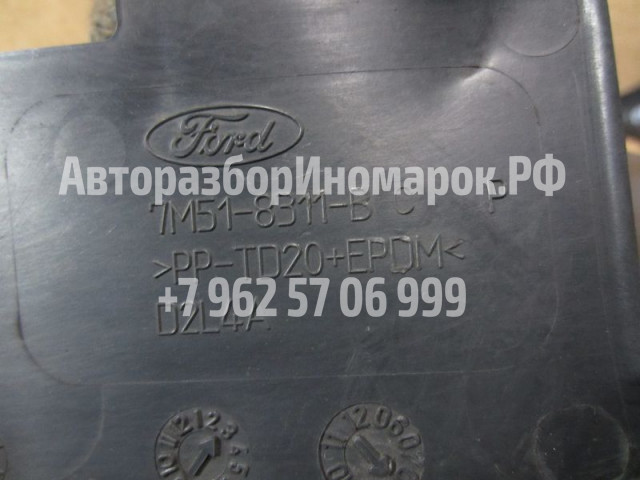 Ford
АвторазборИномарок.РФ
7M51-8311-B C P
>PP-TD20+EPDM<
+7 962 57 06 999
D2L4A